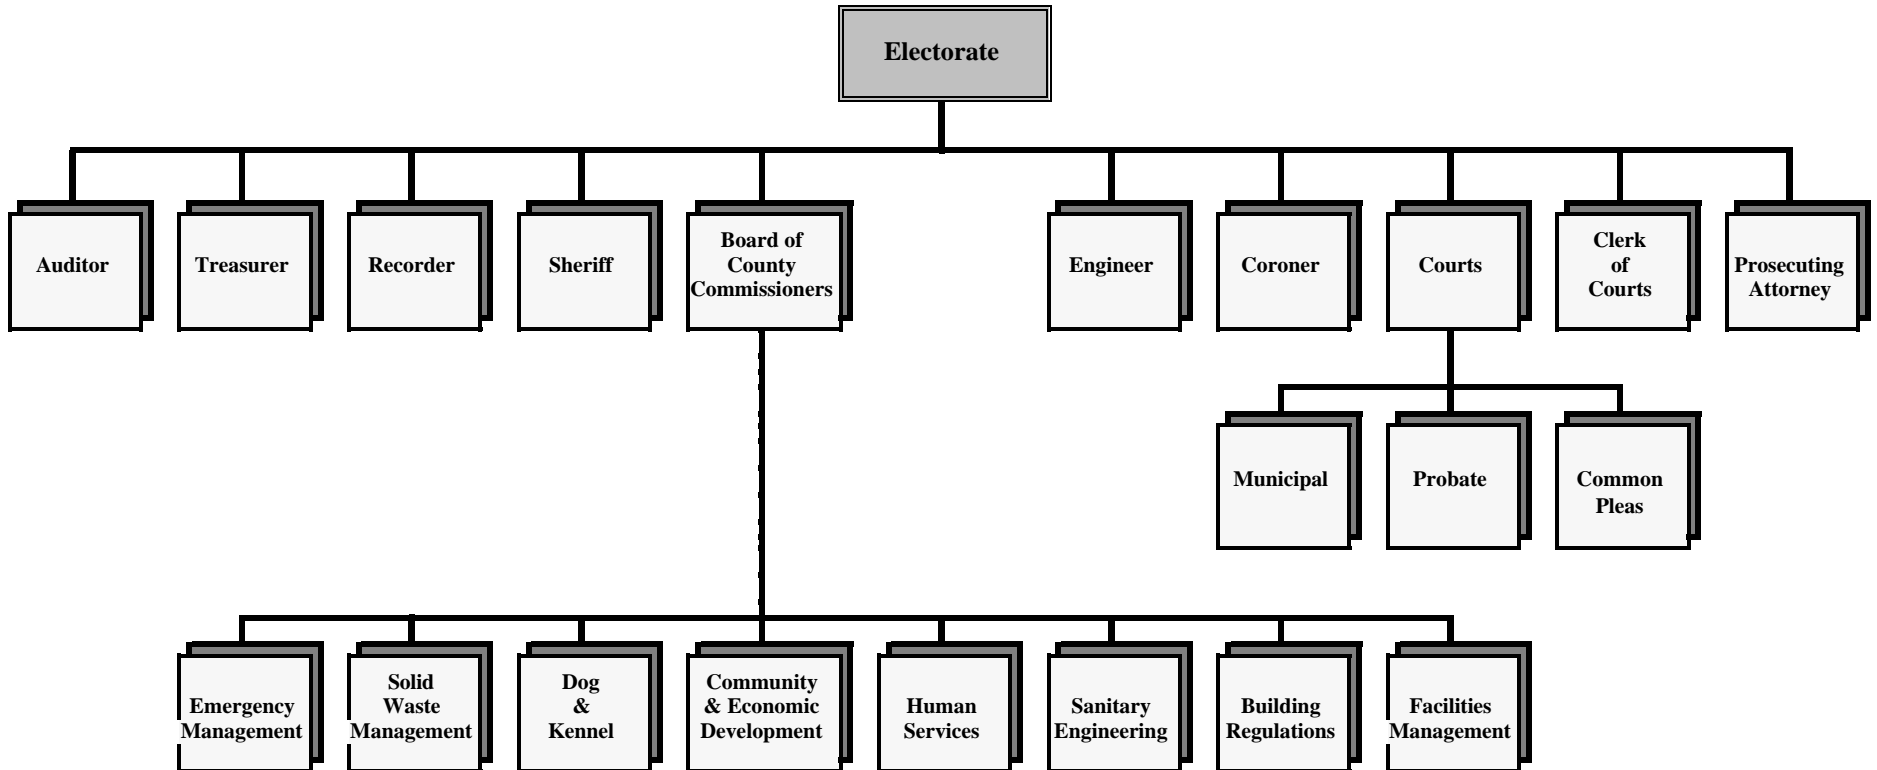 Electorate
Auditor
Treasurer
Recorder
Sheriff
Board of
County
Commissioners
Engineer
Coroner
Courts
Clerk
of
Courts
Prosecuting
Attorney
Municipal
Probate
Common
Pleas
Emergency
Management
Solid
Waste
Management
Dog
&
Kennel
Community
& Economic
Development
Human
Services
Sanitary
Engineering
Building
Regulations
Facilities
Management